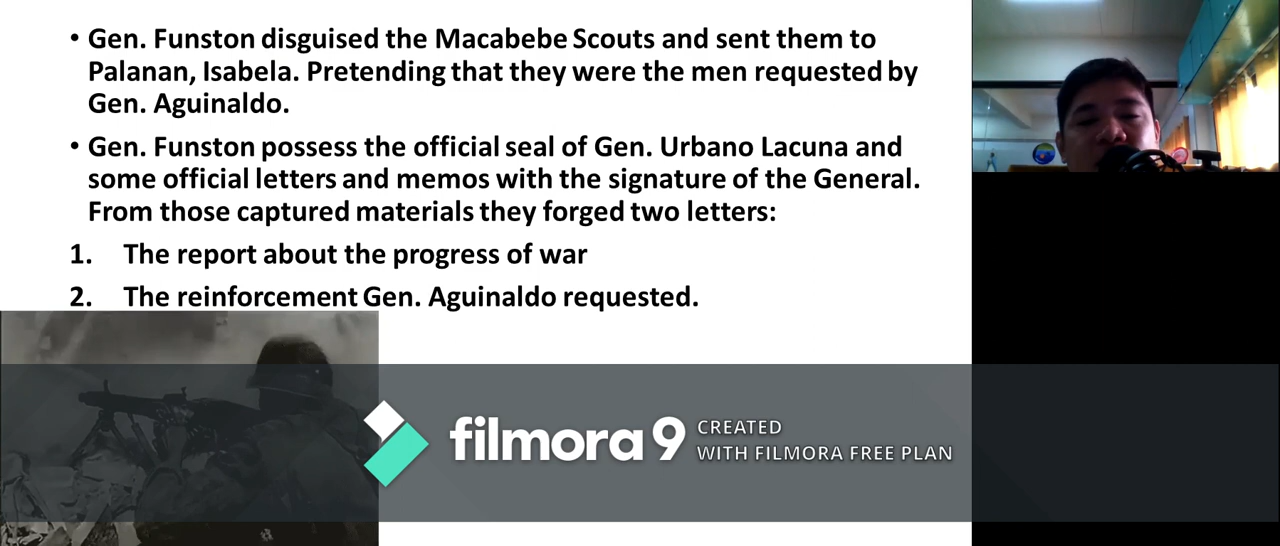 • Gen. Funston disguised the Macabebe Scouts and sent them to
Palanan, Isabela. Pretending that they were the men requested by
Gen. Aguinaldo.
• Gen. Funston possess the official seal of Gen. Urbano Lacuna and
some official letters and memos with the signature of the General.
From those captured materials they forged two letters:
1. The report about the progress of war
2. The reinforcement Gen. Aguinaldo requested.
filmora 9
CREATED
WITH FILMORA FREE PLAN